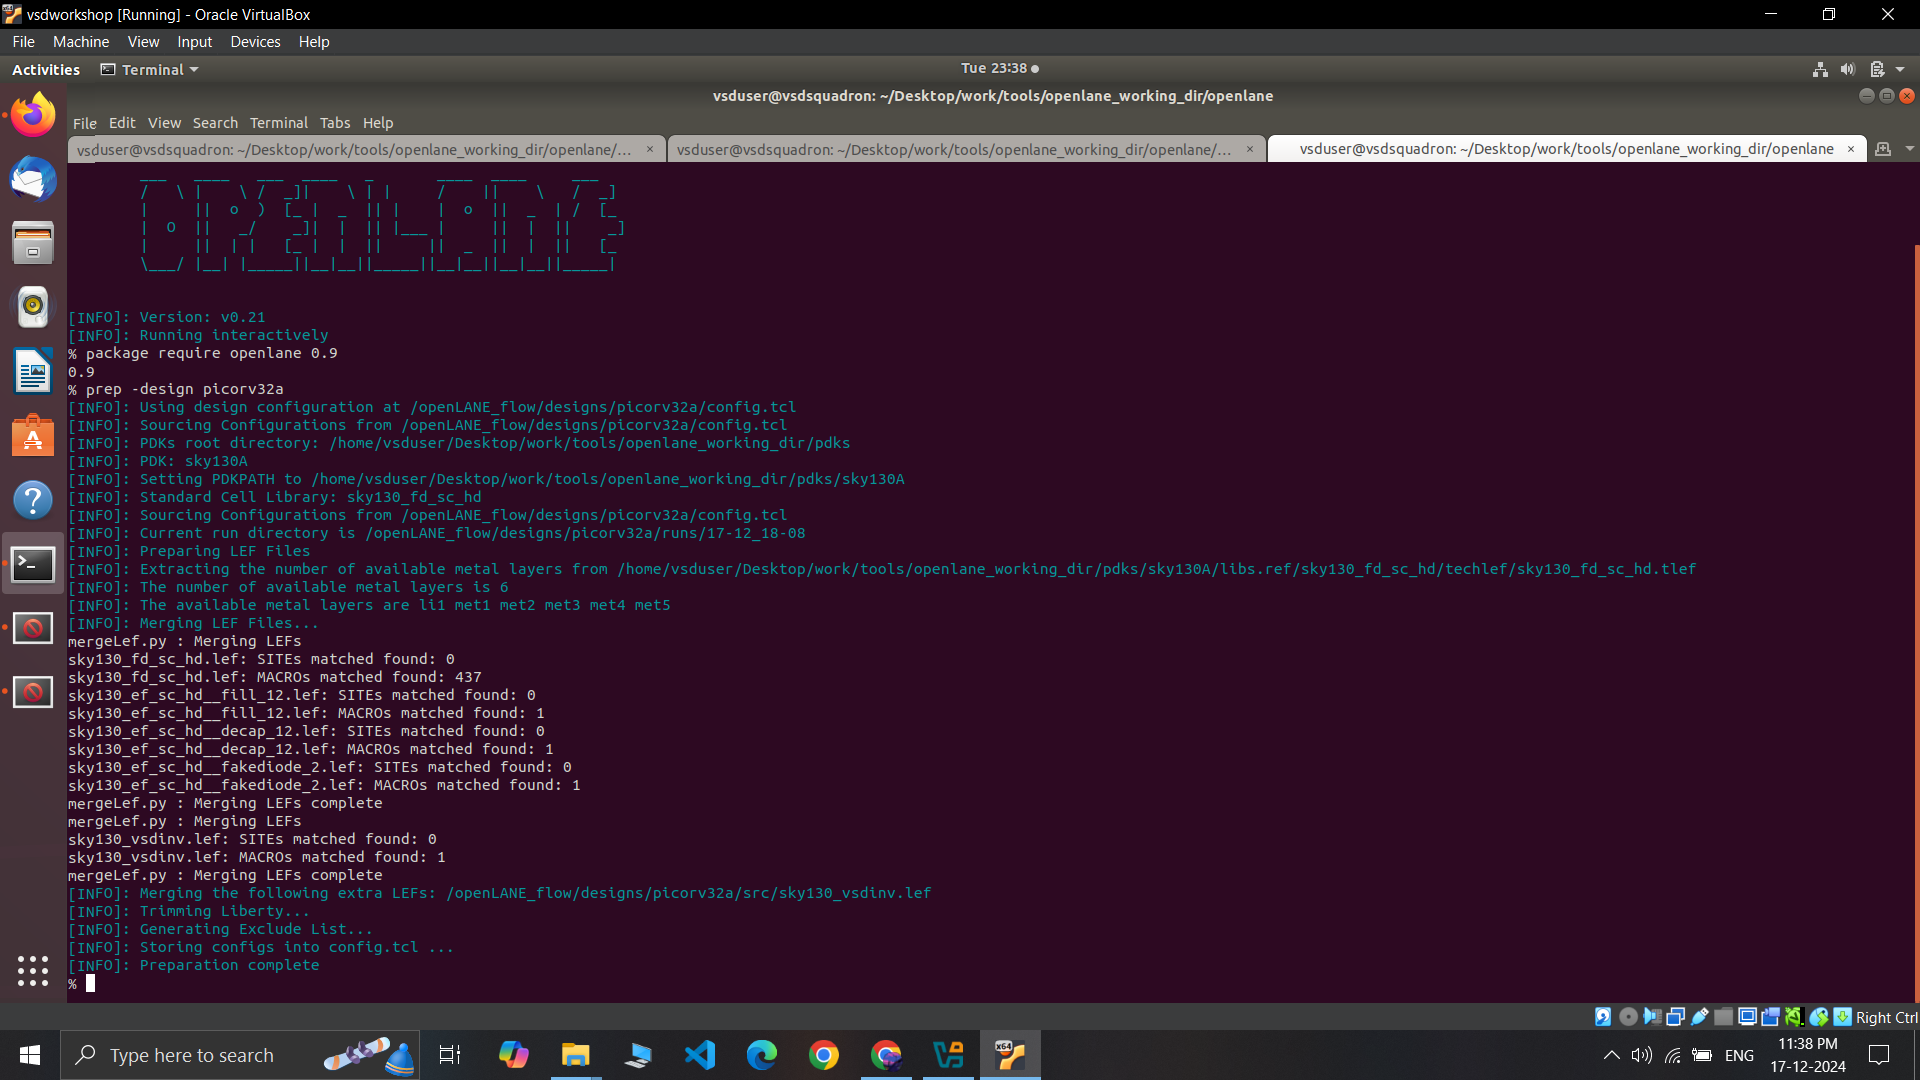 vsdworkshop [Running] - Oracle VirtualBox
File Machine View Input Devices Help
Activities Terminal Tue 23:38
vsduser@vsdsquadron: ~/Desktop/work/tools/openlane_working_dir/openlane
File Edit View Search Terminal Tabs Help
vsduser@vsdsquadron: ~/Desktop/work/tools/openlane_working_dir/openlane/... × vsduser@vsdsquadron: ~/Desktop/work/tools/openlane_working_dir/openlane/... × vsduser@vsdsquadron: ~/Desktop/work/tools/openlane_working_dir/openlane ×
OPENLANE
[INFO]: Version: v0.21
[INFO]: Running interactively
% package require openlane 0.9
0.9
% prep -design picorv32a
[INFO]: Using design configuration at /openLANE_flow/designs/picorv32a/config.tcl
[INFO]: Sourcing Configurations from /openLANE_flow/designs/picorv32a/config.tcl
[INFO]: PDKs root directory: /home/vsduser/Desktop/work/tools/openlane_working_dir/pdks
[INFO]: PDK: sky130A
[INFO]: Setting PDKPATH to /home/vsduser/Desktop/work/tools/openlane_working_dir/pdks/sky130A
[INFO]: Standard Cell Library: sky130_fd_sc_hd
[INFO]: Sourcing Configurations from /openLANE_flow/designs/picorv32a/config.tcl
[INFO]: Current run directory is /openLANE_flow/designs/picorv32a/runs/17-12_18-08
[INFO]: Preparing LEF Files
[INFO]: Extracting the number of available metal layers from /home/vsduser/Desktop/work/tools/openlane_working_dir/pdks/sky130A/libs.ref/sky130_fd_sc_hd/techlef/sky130_fd_sc_hd.tlef
[INFO]: The number of available metal layers is 6
[INFO]: The available metal layers are li1 met1 met2 met3 met4 met5
[INFO]: Merging LEF Files...
mergeLef.py : Merging LEFs
sky130_fd_sc_hd.lef: SITEs matched found: 0
sky130_fd_sc_hd.lef: MACROs matched found: 437
sky130_ef_sc_hd__fill_12.lef: SITEs matched found: 0
sky130_ef_sc_hd__fill_12.lef: MACROs matched found: 1
sky130_ef_sc_hd__decap_12.lef: SITEs matched found: 0
sky130_ef_sc_hd__decap_12.lef: MACROs matched found: 1
sky130_ef_sc_hd__fakediode_2.lef: SITEs matched found: 0
sky130_ef_sc_hd__fakediode_2.lef: MACROs matched found: 1
mergeLef.py : Merging LEFs complete
mergeLef.py : Merging LEFs
sky130_vsdinv.lef: SITEs matched found: 0
sky130_vsdinv.lef: MACROs matched found: 1
mergeLef.py : Merging LEFs complete
[INFO]: Merging the following extra LEFs: /openLANE_flow/designs/picorv32a/src/sky130_vsdinv.lef
[INFO]: Trimming Liberty...
[INFO]: Generating Exclude List...
[INFO]: Storing configs into config.tcl ...
[INFO]: Preparation complete
%
Right Ctrl
Type here to search
x64
ENG
11:38 PM
17-12-2024